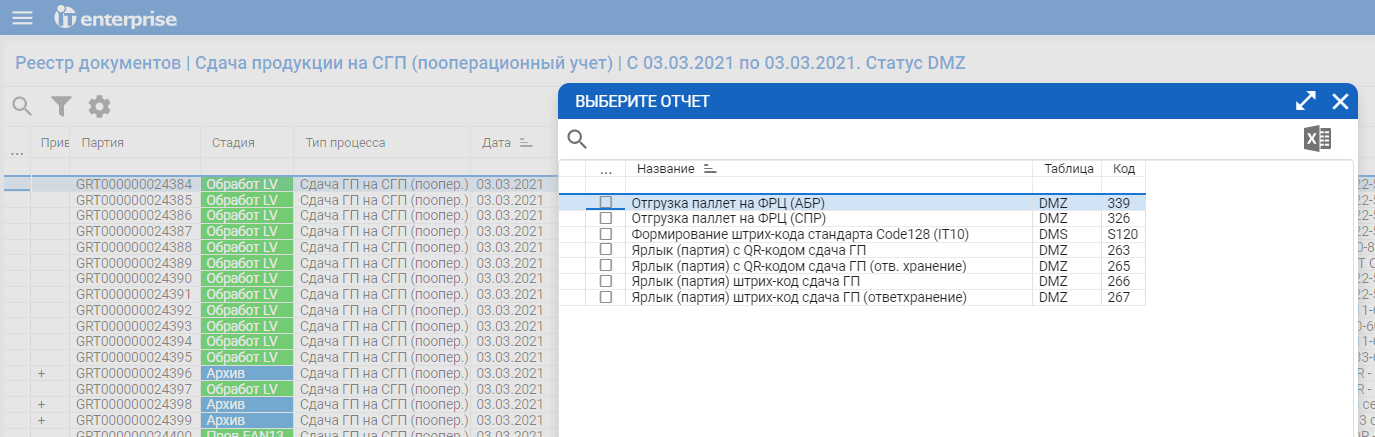 IT enterprise
Реестр документов | Сдача продукции на СГП (пооперационный учет) | С 03.03.2021 по 03.03.2021. Статус DMZ
... Прив Партия Стадия Тип процесса Дата
GRT000000024384 Обработ LV Сдача ГП на СГП (поопер.) 03.03.2021
GRT000000024385 Обработ LV Сдача ГП на СГП (поопер.) 03.03.2021
GRT000000024386 Обработ LV Сдача ГП на СГП (поопер.) 03.03.2021
GRT000000024387 Обработ LV Сдача ГП на СГП (поопер.) 03.03.2021
GRT000000024388 Обработ LV Сдача ГП на СГП (поопер.) 03.03.2021
GRT000000024389 Обработ LV Сдача ГП на СГП (поопер.) 03.03.2021
GRT000000024390 Обработ LV Сдача ГП на СГП (поопер.) 03.03.2021
GRT000000024391 Обработ LV Сдача ГП на СГП (поопер.) 03.03.2021
GRT000000024392 Обработ LV Сдача ГП на СГП (поопер.) 03.03.2021
GRT000000024393 Обработ LV Сдача ГП на СГП (поопер.) 03.03.2021
GRT000000024394 Обработ LV Сдача ГП на СГП (поопер.) 03.03.2021
GRT000000024395 Обработ LV Сдача ГП на СГП (поопер.) 03.03.2021
+ GRT000000024396 Архив Сдача ГП на СГП (поопер.) 03.03.2021
GRT000000024397 Обработ LV Сдача ГП на СГП (поопер.) 03.03.2021
+ GRT000000024398 Архив Сдача ГП на СГП (поопер.) 03.03.2021
+ GRT000000024399 Архив Сдача ГП на СГП (поопер.) 03.03.2021
GRT000000024400 Пров FAN13 Сдача ГП на СГП (поопер.) 03.03.2021
ВЫБЕРИТЕ ОТЧЕТ
... Название Таблица Код
Отгрузка паллет на ФРЦ (АБР) DMZ 339
Отгрузка паллет на ФРЦ (СПР) DMZ 326
Формирование штрих-кода стандарта Code128 (IT10) DMS S120
Ярлык (партия) с QR-кодом сдача ГП DMZ 263
Ярлык (партия) с QR-кодом сдача ГП (отв. хранение) DMZ 265
Ярлык (партия) штрих-код сдача ГП DMZ 266
Ярлык (партия) штрих-код сдача ГП (ответхранение) DMZ 267